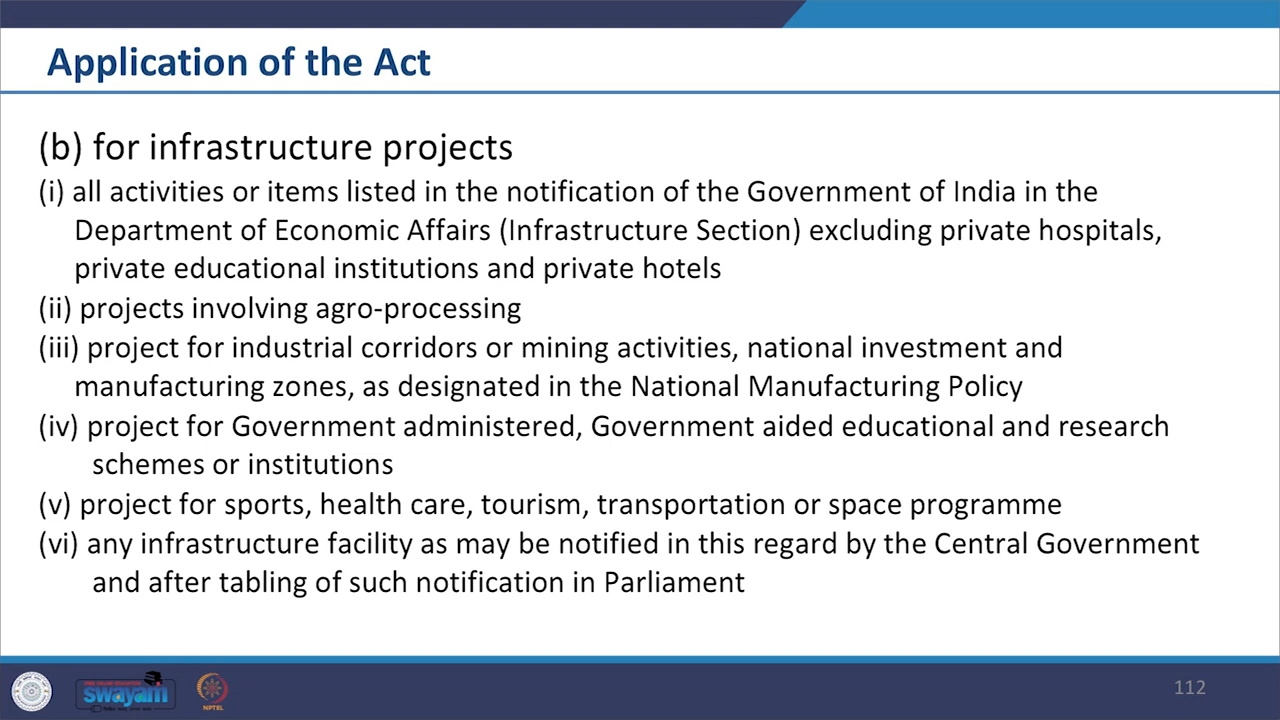 Application of the Act
(b) for infrastructure projects
(i) all activities or items listed in the notification of the Government of India in the
Department of Economic Affairs (Infrastructure Section) excluding private hospitals,
private educational institutions and private hotels
(ii) projects involving agro-processing
(iii) project for industrial corridors or mining activities, national investment and
manufacturing zones, as designated in the National Manufacturing Policy
(iv) project for Government administered, Government aided educational and research
schemes or institutions
(v) project for sports, health care, tourism, transportation or space programme
(vi) any infrastructure facility as may be notified in this regard by the Central Government
and after tabling of such notification in Parliament
swayam
NPTEL
112